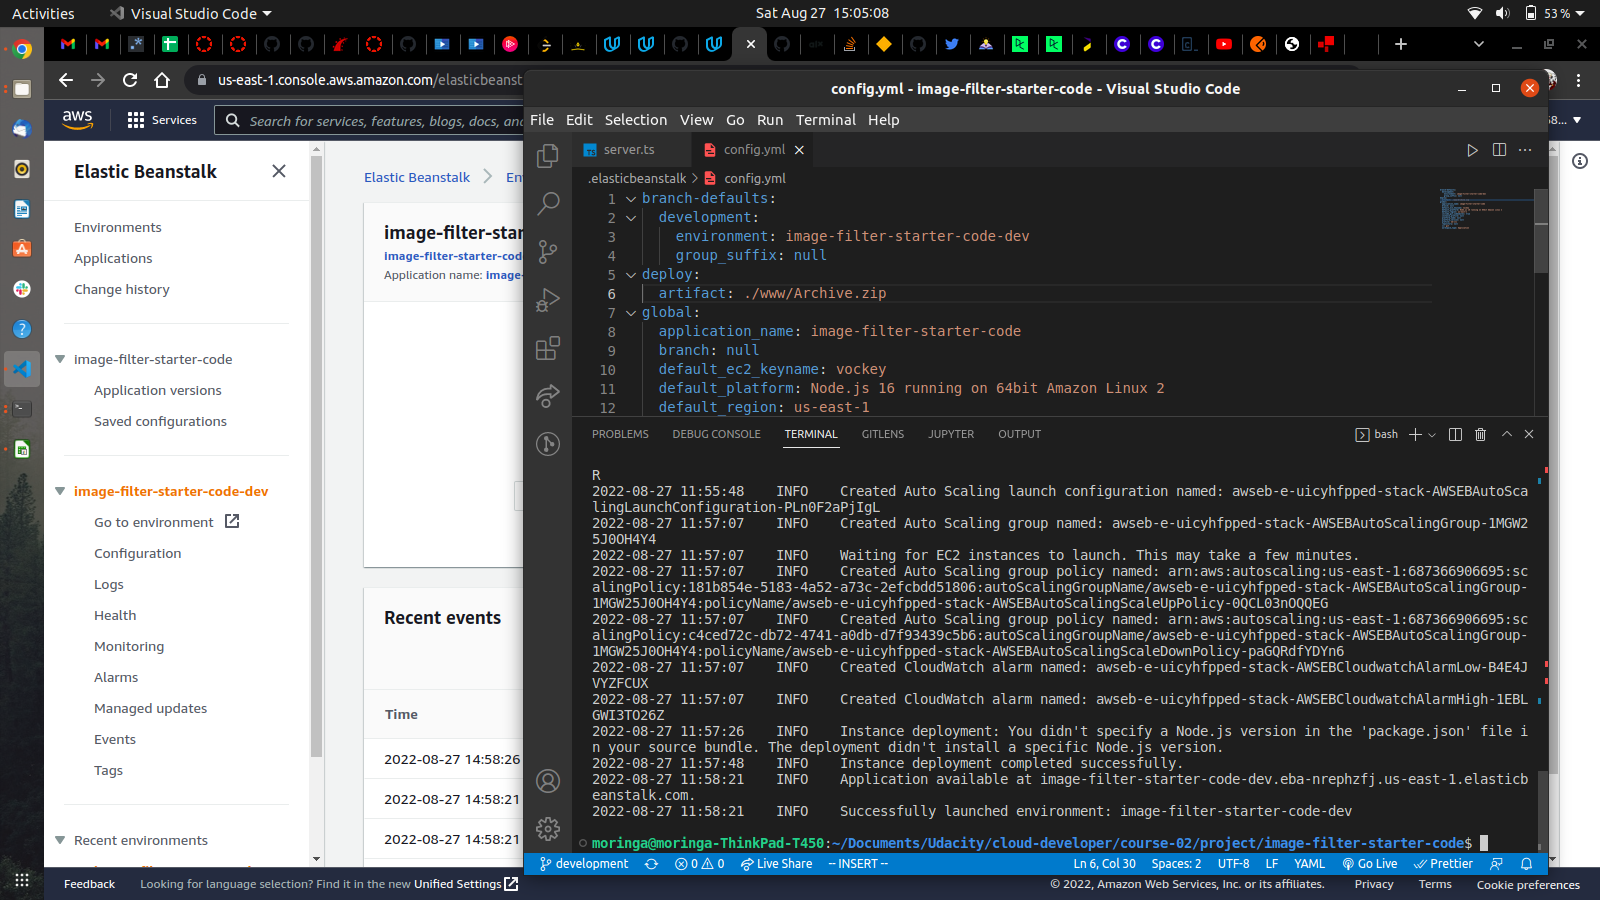 Activities
Visual Studio Code
Sat Aug 27 15:05:08
53 %
us-east-1.console.aws.amazon.com/elasticbeanst
aws
Services
Search for services, features, blogs, docs, an
Elastic Beanstalk
Environments
Applications
Change history
image-filter-starter-code
Application versions
Saved configurations
image-filter-starter-code-dev
Go to environment
Configuration
Logs
Health
Monitoring
Alarms
Managed updates
Events
Tags
Recent environments
Elastic Beanstalk
En
image-filter-star
image-filter-starter-code
Application name: image-
Recent events
Time
2022-08-27 14:58:26
2022-08-27 14:58:21
2022-08-27 14:58:21
config.yml - image-filter-starter-code - Visual Studio Code
File Edit Selection View Go Run Terminal Help
server.ts
config.yml
.elasticbeanstalk > config.yml
1 branch-defaults:
2 development:
3 environment: image-filter-starter-code-dev
4 group_suffix: null
5 deploy:
6 artifact: ./www/Archive.zip
7 global:
8 application_name: image-filter-starter-code
9 branch: null
10 default_ec2_keyname: vockey
11 default_platform: Node.js 16 running on 64bit Amazon Linux 2
12 default_region: us-east-1
PROBLEMS DEBUG CONSOLE TERMINAL GITLENS JUPYTER OUTPUT
bash
R
2022-08-27 11:55:48 INFO Created Auto Scaling launch configuration named: awseb-e-uicyhfpped-stack-AWSEBAutoSca
lingLaunchConfiguration-PLn0F2aPjIgL
2022-08-27 11:57:07 INFO Created Auto Scaling group named: awseb-e-uicyhfpped-stack-AWSEBAutoScalingGroup-1MGW2
5J0OH4Y4
2022-08-27 11:57:07 INFO Waiting for EC2 instances to launch. This may take a few minutes.
2022-08-27 11:57:07 INFO Created Auto Scaling group policy named: arn:aws:autoscaling:us-east-1:687366906695:sc
alingPolicy:181b854e-5183-4a52-a73c-2efcbdd51806:autoScalingGroupName/awseb-e-uicyhfpped-stack-AWSEBAutoScalingGroup-
1MGW25J0OH4Y4:policyName/awseb-e-uicyhfpped-stack-AWSEBAutoScalingScaleUpPolicy-0QCL03nOQQEG
2022-08-27 11:57:07 INFO Created Auto Scaling group policy named: arn:aws:autoscaling:us-east-1:687366906695:sc
alingPolicy:c4ced72c-db72-4741-a0db-d7f93439c5b6:autoScalingGroupName/awseb-e-uicyhfpped-stack-AWSEBAutoScalingGroup-
1MGW25J0OH4Y4:policyName/awseb-e-uicyhfpped-stack-AWSEBAutoScalingScaleDownPolicy-paGQRdfYDYn6
2022-08-27 11:57:07 INFO Created CloudWatch alarm named: awseb-e-uicyhfpped-stack-AWSEBCloudwatchAlarmLow-B4E4J
VYZFCUX
2022-08-27 11:57:07 INFO Created CloudWatch alarm named: awseb-e-uicyhfpped-stack-AWSEBCloudwatchAlarmHigh-1EBL
GWI3TO26Z
2022-08-27 11:57:26 INFO Instance deployment: You didn't specify a Node.js version in the 'package.json' file i
n your source bundle. The deployment didn't install a specific Node.js version.
2022-08-27 11:57:48 INFO Instance deployment completed successfully.
2022-08-27 11:58:21 INFO Application available at image-filter-starter-code-dev.eba-nrephzfj.us-east-1.elasticb
eanstalk.com.
2022-08-27 11:58:21 INFO Successfully launched environment: image-filter-starter-code-dev
moringa@moringa-ThinkPad-T450:~/Documents/Udacity/cloud-developer/course-02/project/image-filter-starter-code$
development 0 0 Live Share -- INSERT -- Ln 6, Col 30 Spaces: 2 UTF-8 LF YAML Go Live Prettier
Feedback Looking for language selection? Find it in the new Unified Settings © 2022, Amazon Web Services, Inc. or its affiliates. Privacy Terms Cookie preferences